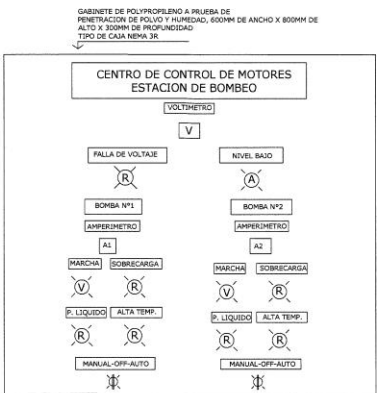 GABINETE DE POLYPROPILENO A PRUEBA DE
PENETRACION DE POLVO Y HUMEDAD, 600MM DE ANCHO X 800MM DE
ALTO X 300MM DE PROFUNDIDAD
TIPO DE CAJA NEMA 3R
CENTRO DE CONTROL DE MOTORES
ESTACION DE BOMBEO
VOLTIMETRO
V
FALLA DE VOLTAJE NIVEL BAJO
R A
BOMBA N°1 BOMBA N°2
AMPERIMETRO AMPERIMETRO
A1 A2
MARCHA SOBRECARGA MARCHA SOBRECARGA
V R V R
P. LIQUIDO ALTA TEMP. P. LIQUIDO ALTA TEMP.
R R R R
MANUAL-OFF-AUTO MANUAL-OFF-AUTO